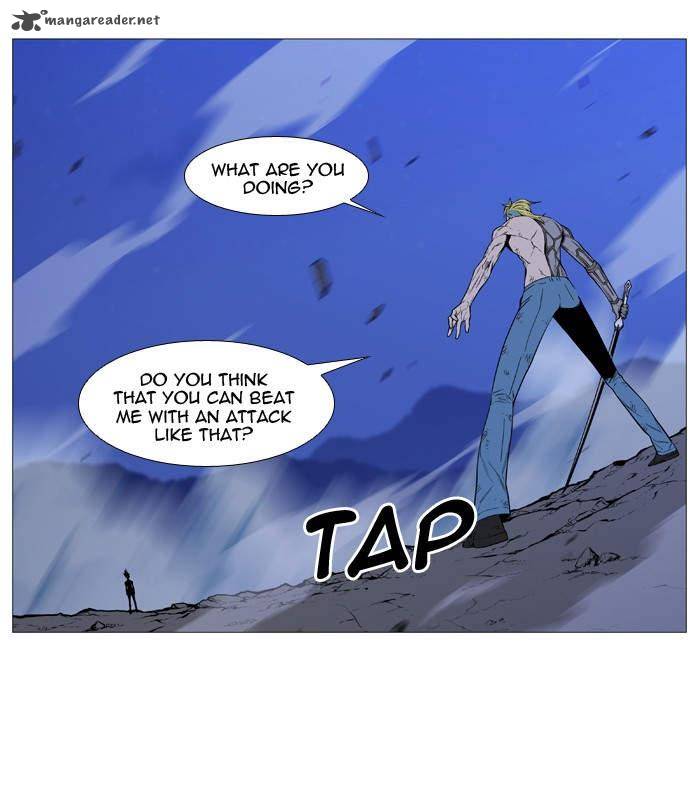 mangareader.net
WHAT ARE YOU
DOING?
DO YOU THINK
THAT YOU CAN BEAT
ME WITH AN ATTACK
LIKE THAT?
TAP